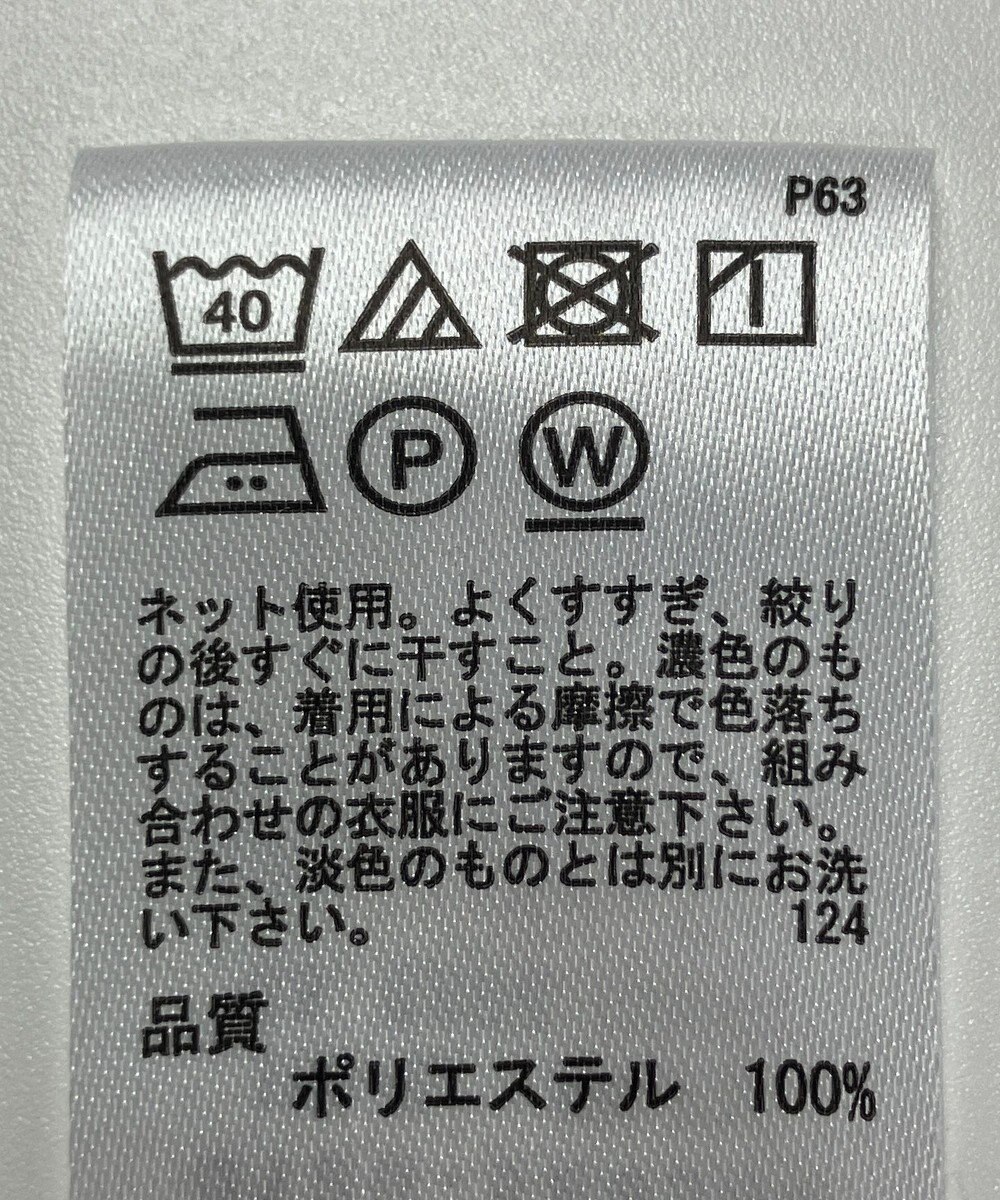 P63
40
P W
ネット使用。よくすすぎ、絞り
の後すぐに干すこと。濃色のも
のは、着用による摩擦で色落ち
することがありますので、組み
合わせの衣服にご注意下さい。
また、淡色のものとは別にお洗
い下さい。 124
品質
ポリエステル 100%